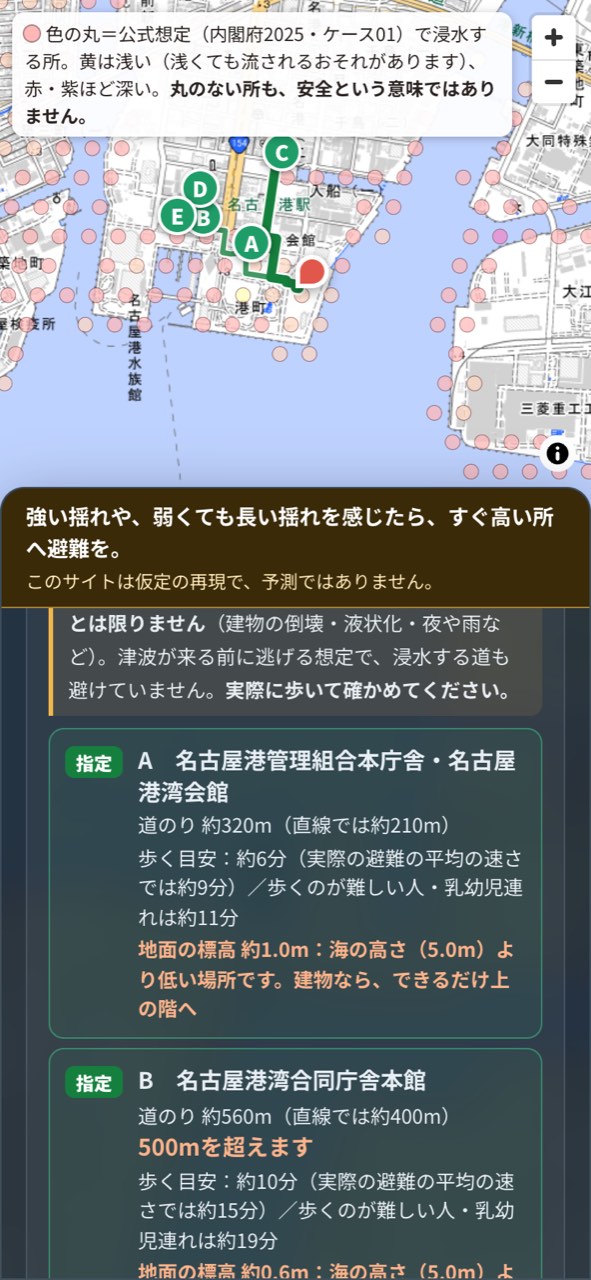 色の丸＝公式想定（内閣府2025・ケース01）で浸水す
る所。黄は浅い（浅くても流されるおそれがあります）、
赤・紫ほど深い。丸のない所も、安全という意味ではあり
ません。
+
−
154
C
D
E
B
A
名古
港駅
入船
会館
港町
築地町
名古屋港水族館
大同特殊
大江
三菱重工
強い揺れや、弱くても長い揺れを感じたら、すぐ高い所
へ避難を。
このサイトは仮定の再現で、予測ではありません。
とは限りません（建物の倒壊・液状化・夜や雨な
ど）。津波が来る前に逃げる想定で、浸水する道も
避けていません。実際に歩いて確かめてください。
指定
A　名古屋港管理組合本庁舎・名古屋
港湾会館
道のり 約320m（直線では約210m）
歩く目安：約6分（実際の避難の平均の速さ
では約9分）／歩くのが難しい人・乳幼児連
れは約11分
地面の標高 約1.0m：海の高さ（5.0m）よ
り低い場所です。建物なら、できるだけ上
の階へ
指定
B　名古屋港湾合同庁舎本館
道のり 約560m（直線では約400m）
500mを超えます
歩く目安：約10分（実際の避難の平均の速
さでは約15分）／歩くのが難しい人・乳幼
児連れは約19分
地面の標高 約0.6m：海の高さ（5.0m）よ